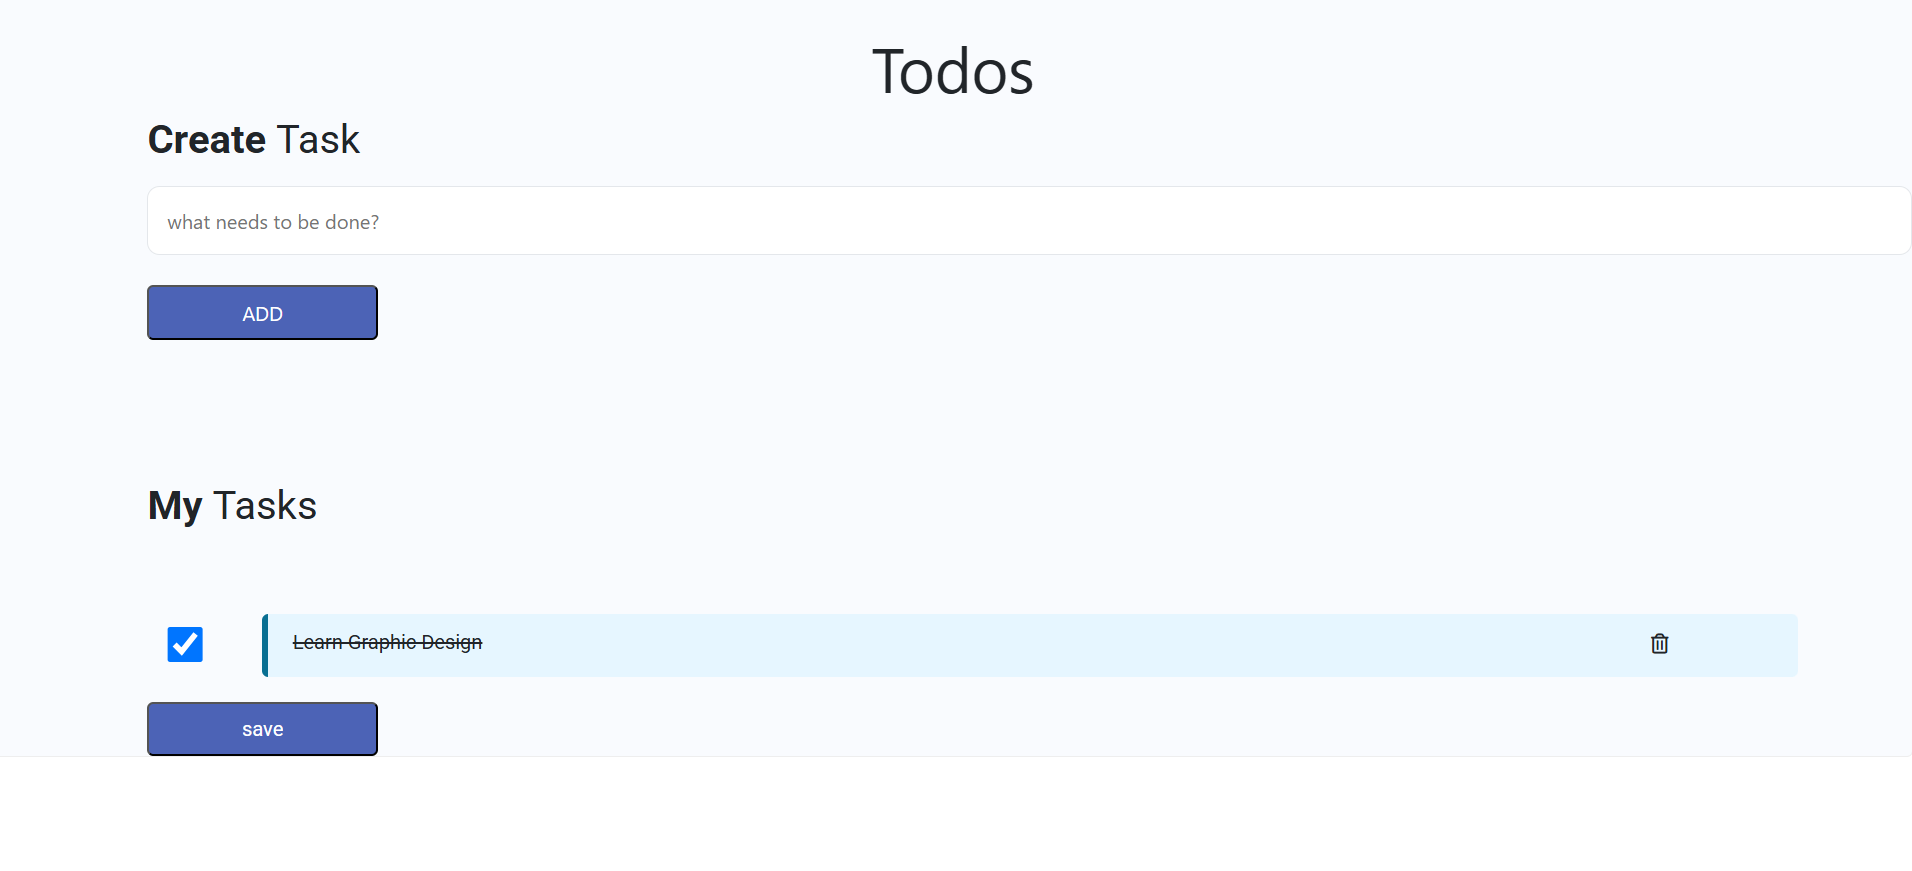 Todos
Create Task
what needs to be done?
ADD
My Tasks
Learn Graphic Design
save